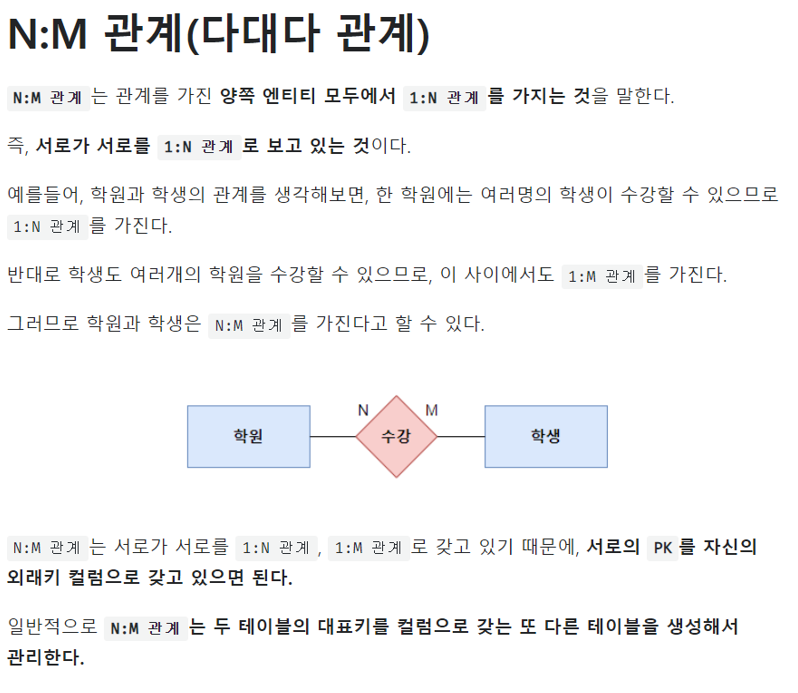 N:M 관계(다대다 관계)
N:M 관계는 관계를 가진 양쪽 엔티티 모두에서 1:N 관계를 가지는 것을 말한다.
즉, 서로가 서로를 1:N 관계로 보고 있는 것이다.
예를들어, 학원과 학생의 관계를 생각해보면, 한 학원에는 여러명의 학생이 수강할 수 있으므로
1:N 관계를 가진다.
반대로 학생도 여러개의 학원을 수강할 수 있으므로, 이 사이에서도 1:M 관계를 가진다.
그러므로 학원과 학생은 N:M 관계를 가진다고 할 수 있다.
N M
학원 수강 학생
N:M 관계는 서로가 서로를 1:N 관계, 1:M 관계로 갖고 있기 때문에, 서로의 PK를 자신의
외래키 컬럼으로 갖고 있으면 된다.
일반적으로 N:M 관계는 두 테이블의 대표키를 컬럼으로 갖는 또 다른 테이블을 생성해서
관리한다.